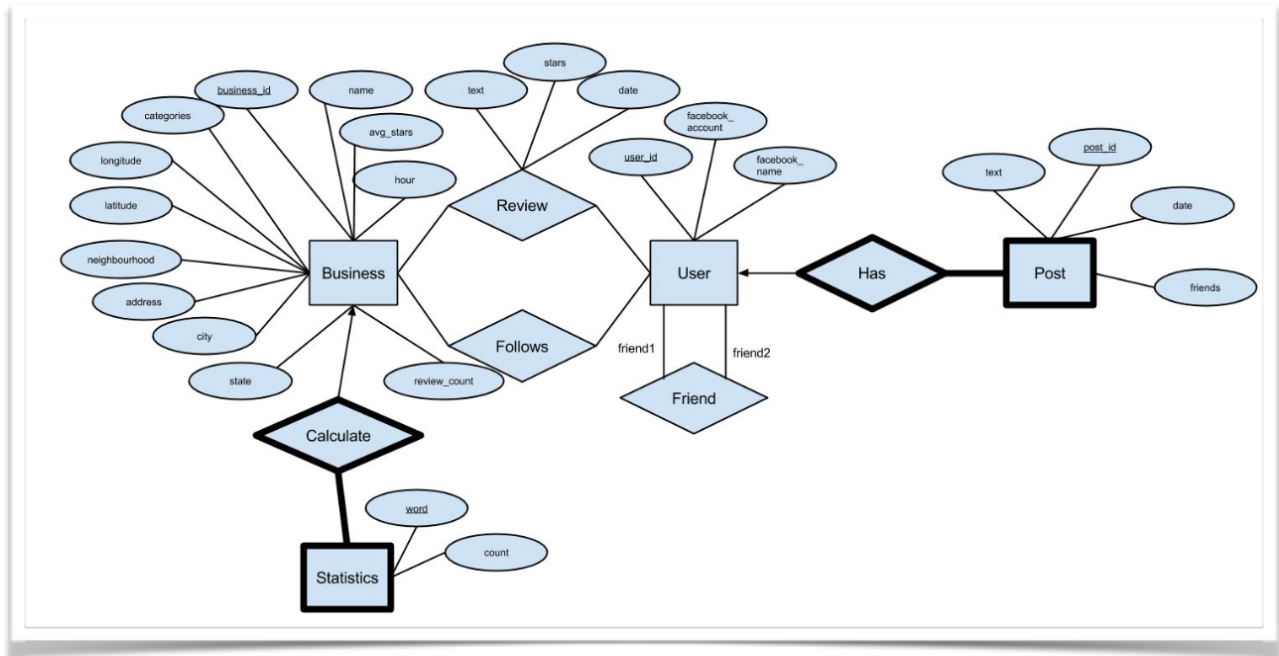 stars
business_id
name
text
date
categories
facebook_
account
avg_stars
post_id
user_id
longitude
facebook_
name
text
hour
latitude
Review
date
neighbourhood
Business
User
Has
Post
friends
address
city
Follows
friend1
friend2
state
review_count
Friend
Calculate
word
count
Statistics